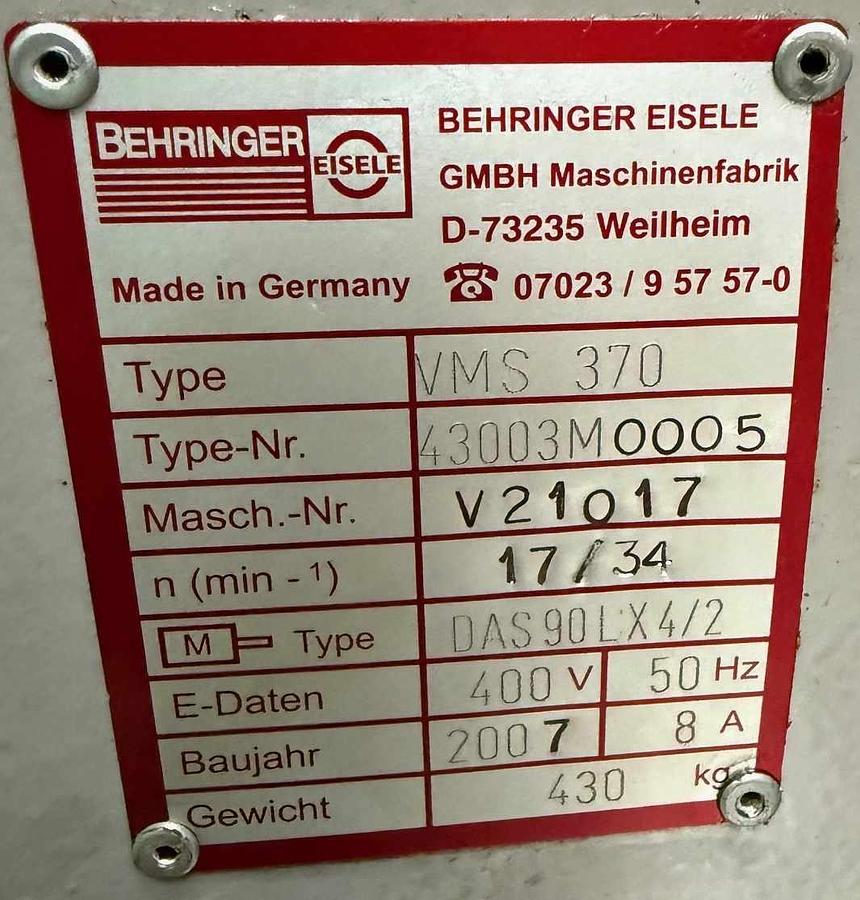 BEHRINGER EISELE
BEHRINGER EISELE
GMBH Maschinenfabrik
D-73235 Weilheim
Made in Germany ☎ 07023 / 9 57 57-0
Type VMS 370
Type-Nr. 43003M0005
Masch.-Nr. V21017
n (min - ¹) 17/34
M Type DAS90LX4/2
E-Daten 400 V 50 Hz
Baujahr 2007 8 A
Gewicht 430 kg